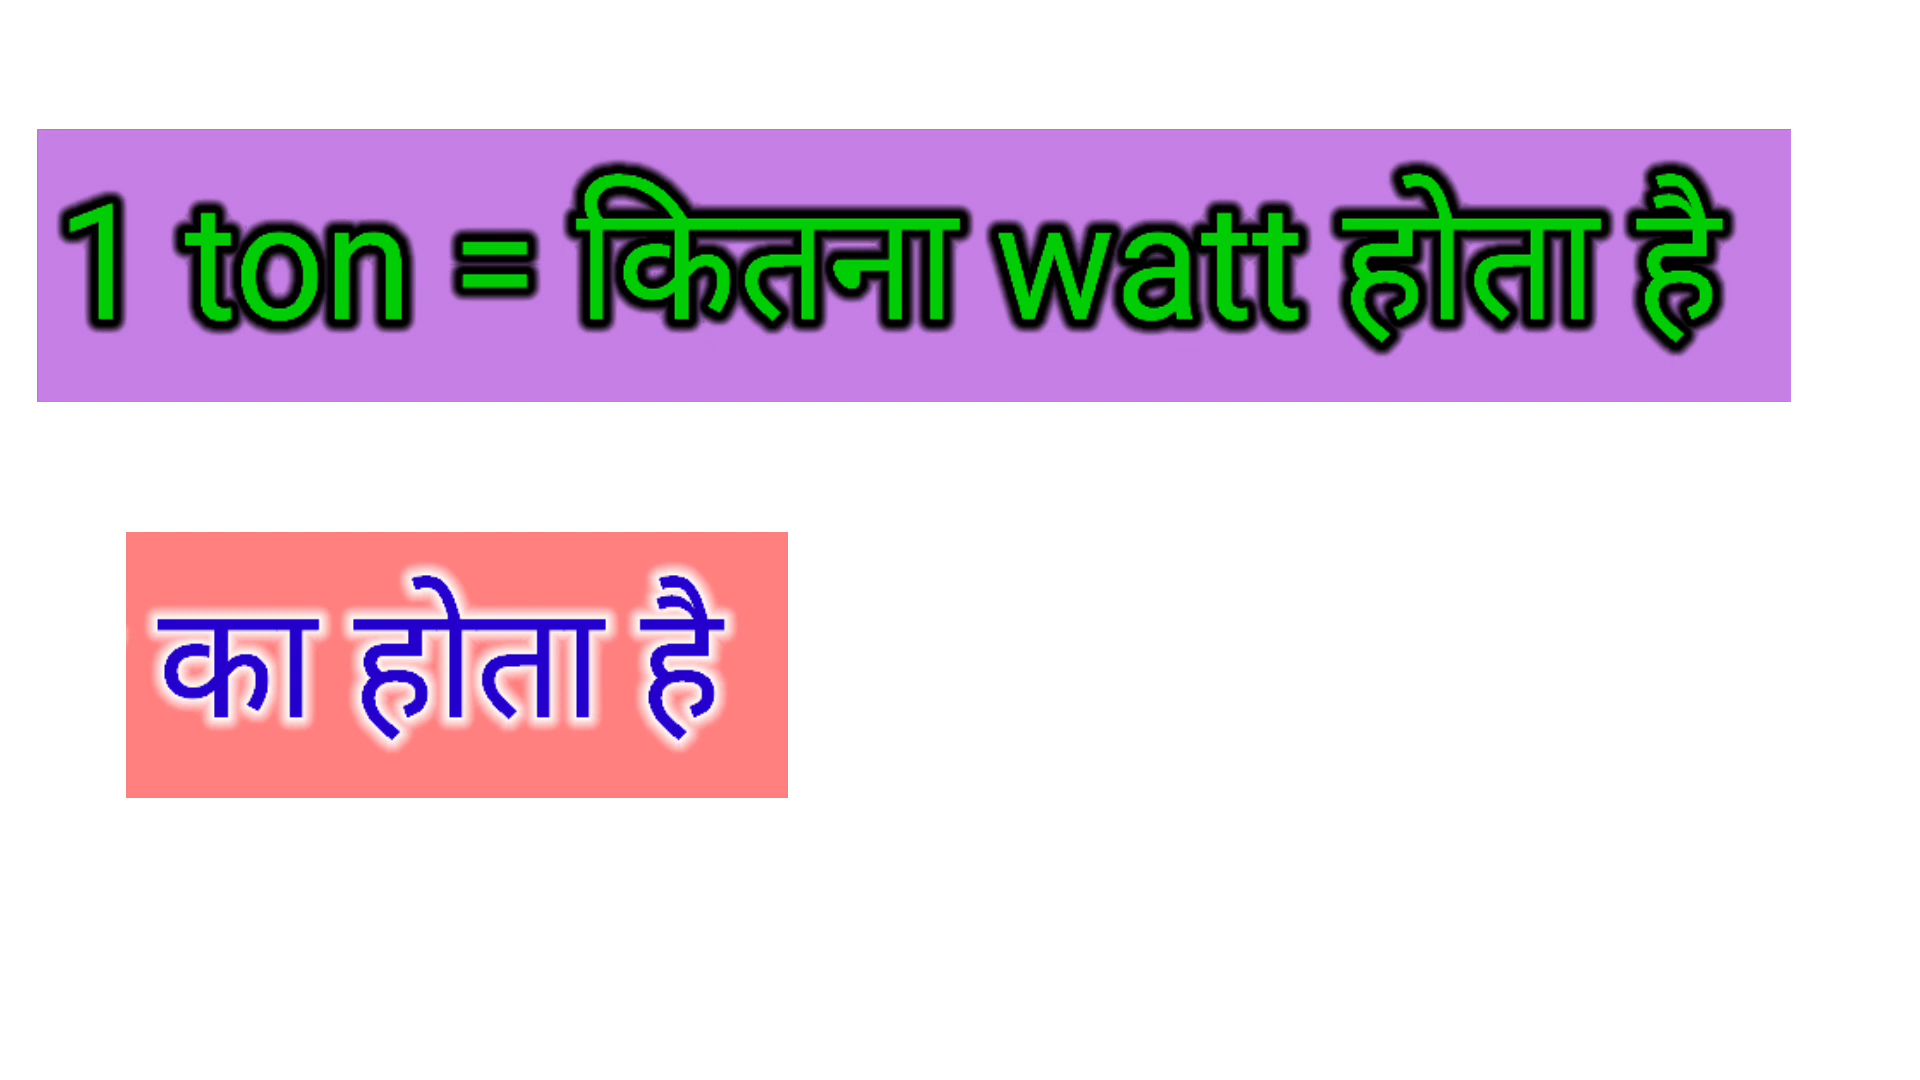 1 ton = कितना watt होता है
का होता है